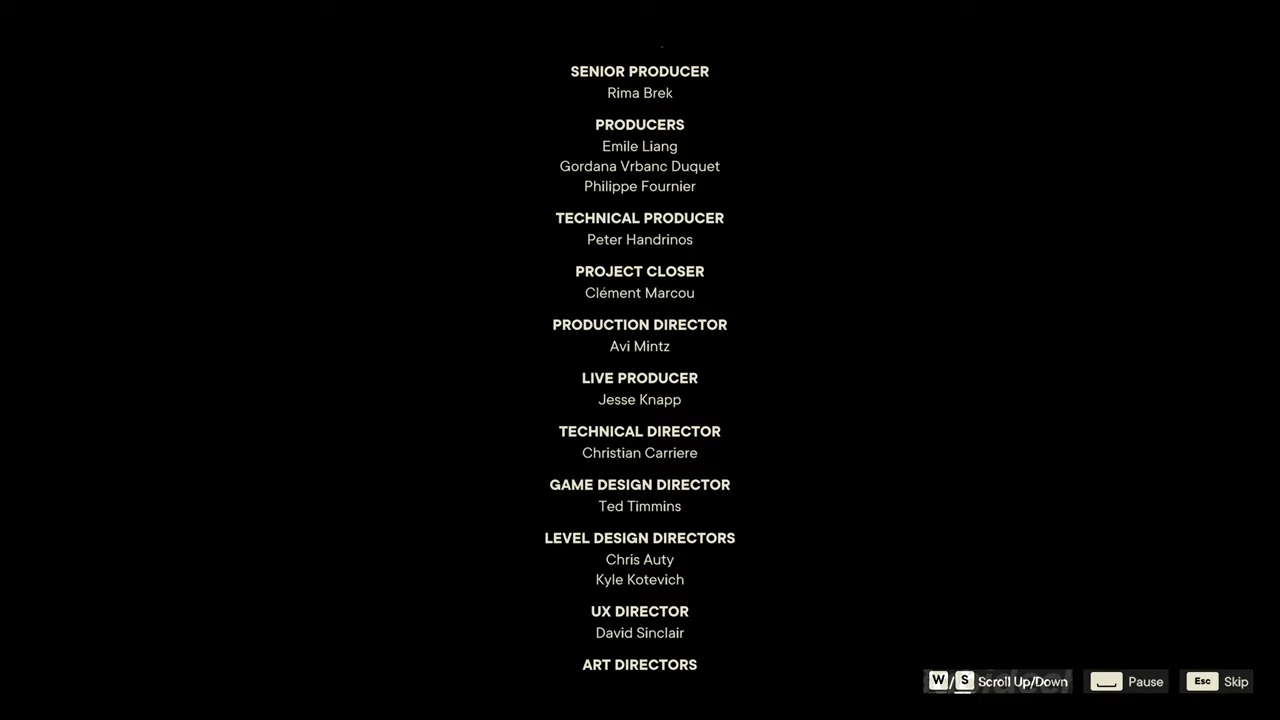 SENIOR PRODUCER
Rima Brek
PRODUCERS
Emile Liang
Gordana Vrbanc Duquet
Philippe Fournier
TECHNICAL PRODUCER
Peter Handrinos
PROJECT CLOSER
Clément Marcou
PRODUCTION DIRECTOR
Avi Mintz
LIVE PRODUCER
Jesse Knapp
TECHNICAL DIRECTOR
Christian Carriere
GAME DESIGN DIRECTOR
Ted Timmins
LEVEL DESIGN DIRECTORS
Chris Auty
Kyle Kotevich
UX DIRECTOR
David Sinclair
ART DIRECTORS
W/S Scroll Up/Down Pause Esc Skip